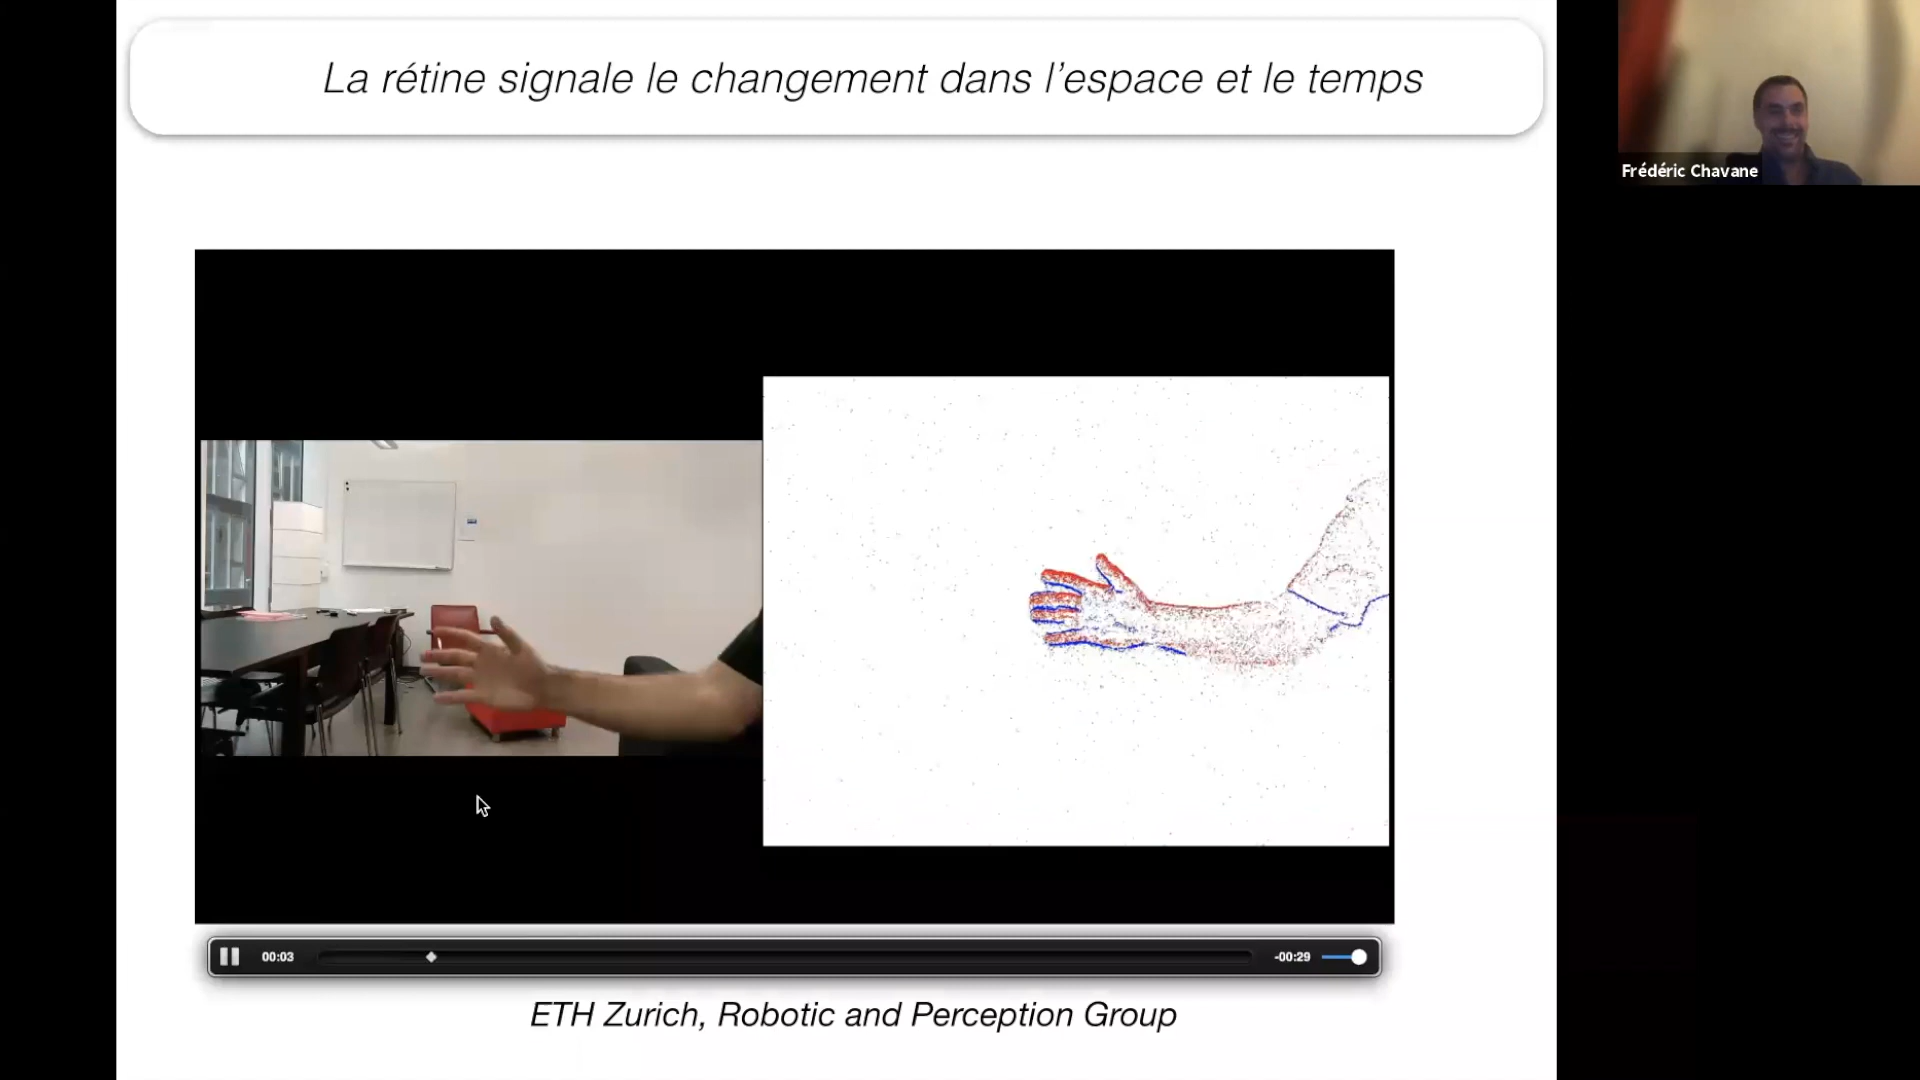 La rétine signale le changement dans l'espace et le temps
Frédéric Chavane
00:03
-00:29
ETH Zurich, Robotic and Perception Group